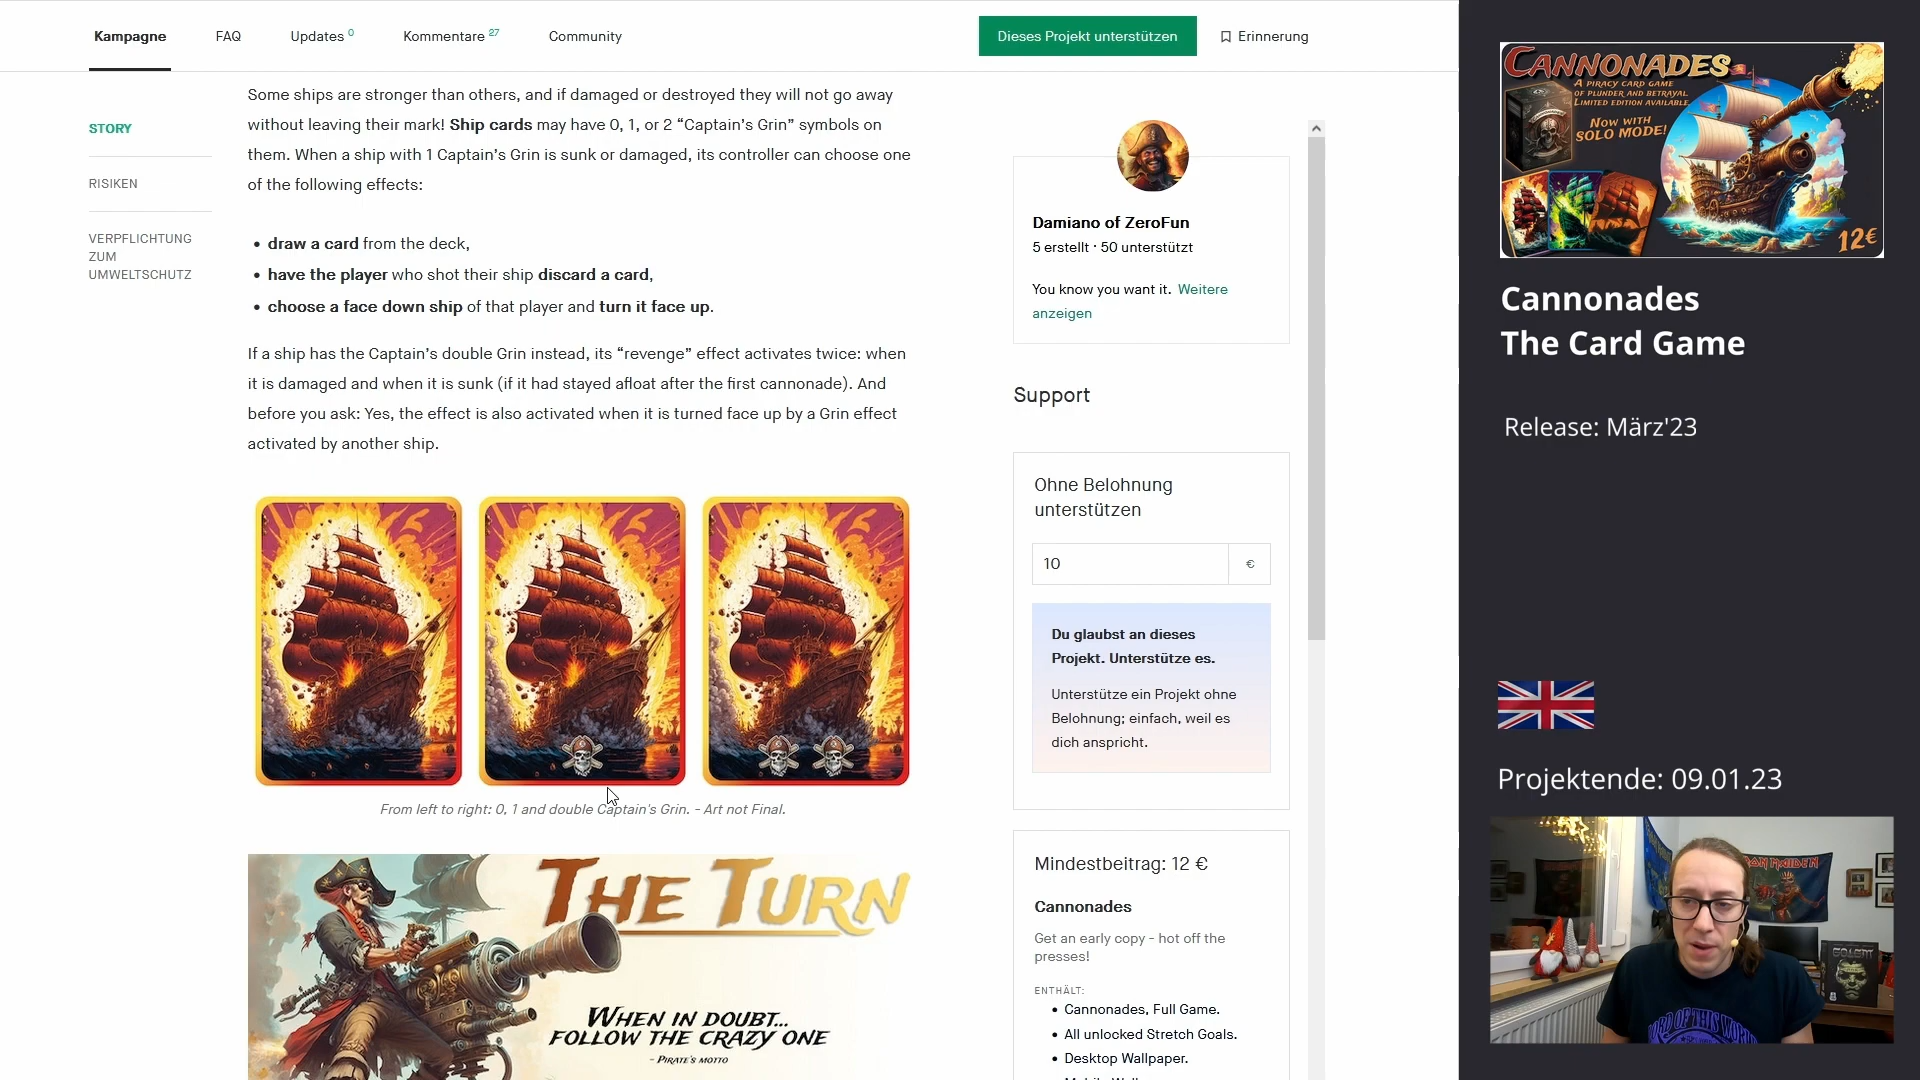 Kampagne
FAQ
Updates 0
Kommentare 27
Community
Dieses Projekt unterstützen
Erinnerung
STORY
RISIKEN
VERPFLICHTUNG
ZUM
UMWELTSCHUTZ
Some ships are stronger than others, and if damaged or destroyed they will not go away
without leaving their mark! Ship cards may have 0, 1, or 2 “Captain’s Grin” symbols on
them. When a ship with 1 Captain’s Grin is sunk or damaged, its controller can choose one
of the following effects:
• draw a card from the deck,
• have the player who shot their ship discard a card,
• choose a face down ship of that player and turn it face up.
If a ship has the Captain’s double Grin instead, its “revenge” effect activates twice: when
it is damaged and when it is sunk (if it had stayed afloat after the first cannonade). And
before you ask: Yes, the effect is also activated when it is turned face up by a Grin effect
activated by another ship.
From left to right: 0, 1 and double Captain's Grin. - Art not Final.
THE TURN
WHEN IN DOUBT...
FOLLOW THE CRAZY ONE
- PIRATE'S MOTTO
Damiano of ZeroFun
5 erstellt · 50 unterstützt
You know you want it. Weitere
anzeigen
Support
Ohne Belohnung
unterstützen
10
€
Du glaubst an dieses
Projekt. Unterstütze es.
Unterstütze ein Projekt ohne
Belohnung; einfach, weil es
dich anspricht.
Mindestbeitrag: 12 €
Cannonades
Get an early copy - hot off the
presses!
ENTHÄLT:
• Cannonades, Full Game.
• All unlocked Stretch Goals.
• Desktop Wallpaper.
CANNONADES
A PIRACY CARD GAME
OF PLUNDER AND BETRAYAL.
LIMITED EDITION AVAILABLE.
NOW WITH
SOLO MODE!
12€
Cannonades
The Card Game
Release: März'23
Projektende: 09.01.23
IRON MAIDEN
GOLEM
LORD OF THIS WORLD